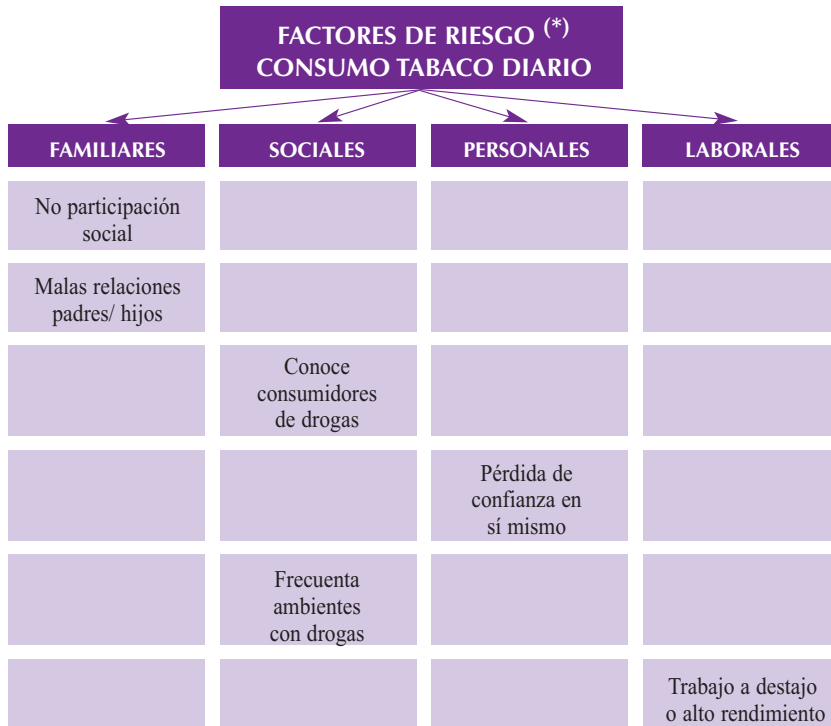 FACTORES DE RIESGO (*)
CONSUMO TABACO DIARIO
FAMILIARES
SOCIALES
PERSONALES
LABORALES
No participación
social
Malas relaciones
padres/ hijos
Conoce
consumidores
de drogas
Pérdida de
confianza en
sí mismo
Frecuenta
ambientes
con drogas
Trabajo a destajo
o alto rendimiento